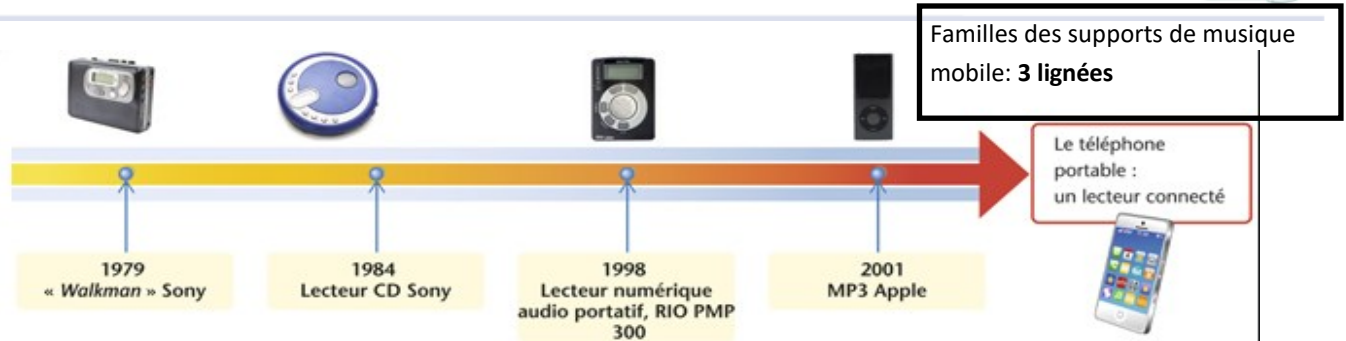 Familles des supports de musique
mobile: 3 lignées
Le téléphone
portable :
un lecteur connecté
1979
« Walkman » Sony
1984
Lecteur CD Sony
1998
Lecteur numérique
audio portatif, RIO PMP
300
2001
MP3 Apple